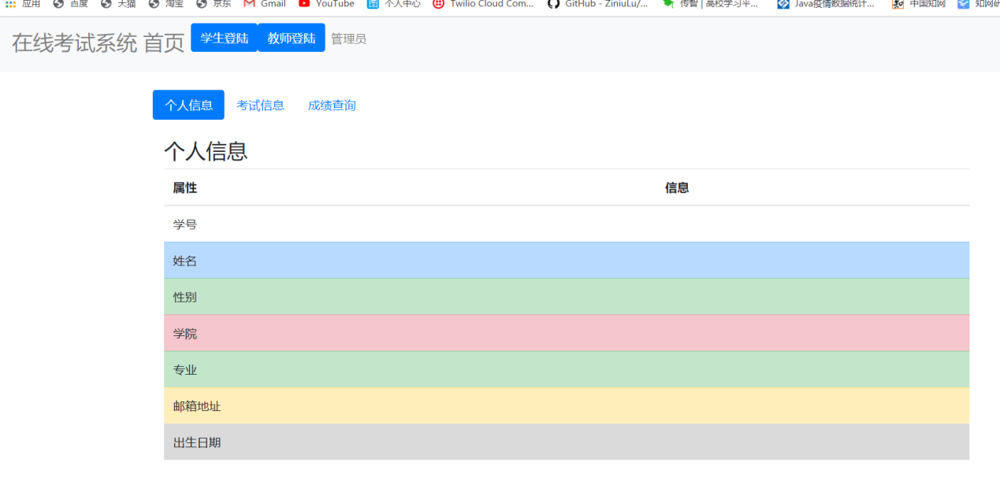 应用 百度 天猫 淘宝 京东 Gmail YouTube 个人中心 Twilio Cloud Com... GitHub - ZiniuLu/... 传智 | 高校学习平... Java疫情数据统计... 中国知网 知网研
在线考试系统 首页 学生登陆 教师登陆 管理员
个人信息 考试信息 成绩查询
个人信息
属性 信息
学号
姓名
性别
学院
专业
邮箱地址
出生日期